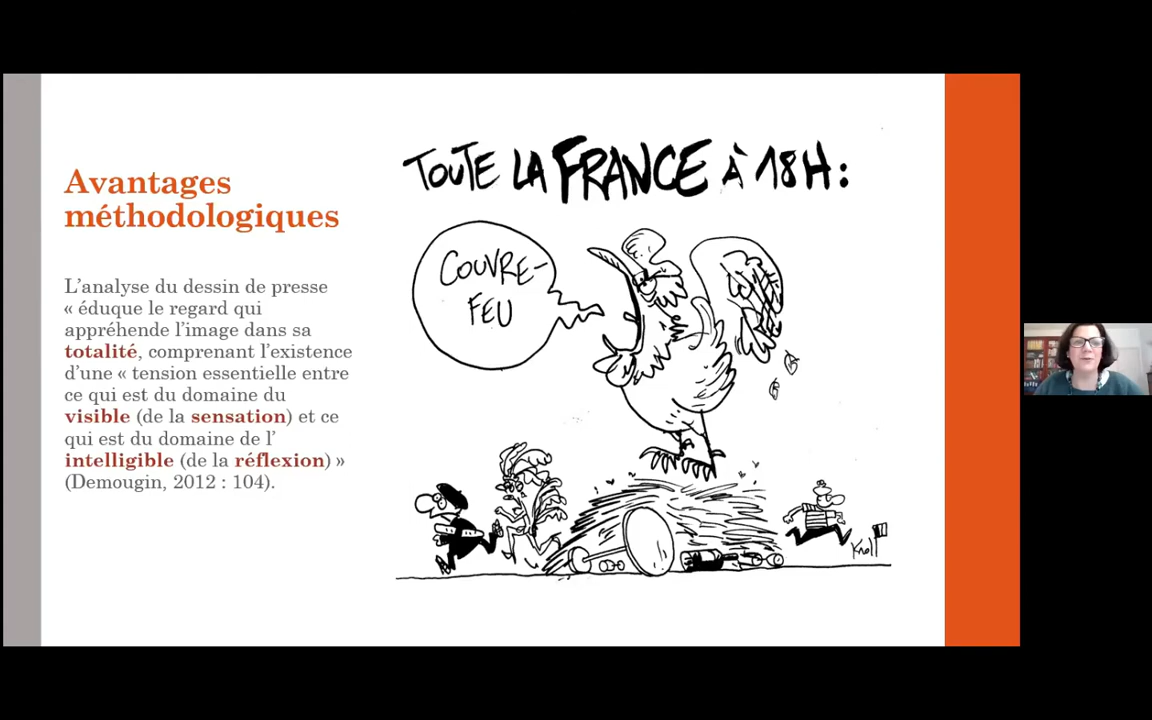 Avantages
méthodologiques
L'analyse du dessin de presse
« éduque le regard qui
appréhende l'image dans sa
totalité, comprenant l'existence
d'une « tension essentielle entre
ce qui est du domaine du
visible (de la sensation) et ce
qui est du domaine de l'
intelligible (de la réflexion) »
(Demougin, 2012 : 104).
TOUTE LA FRANCE À 18H :
COUVRE-
FEU
Kroll